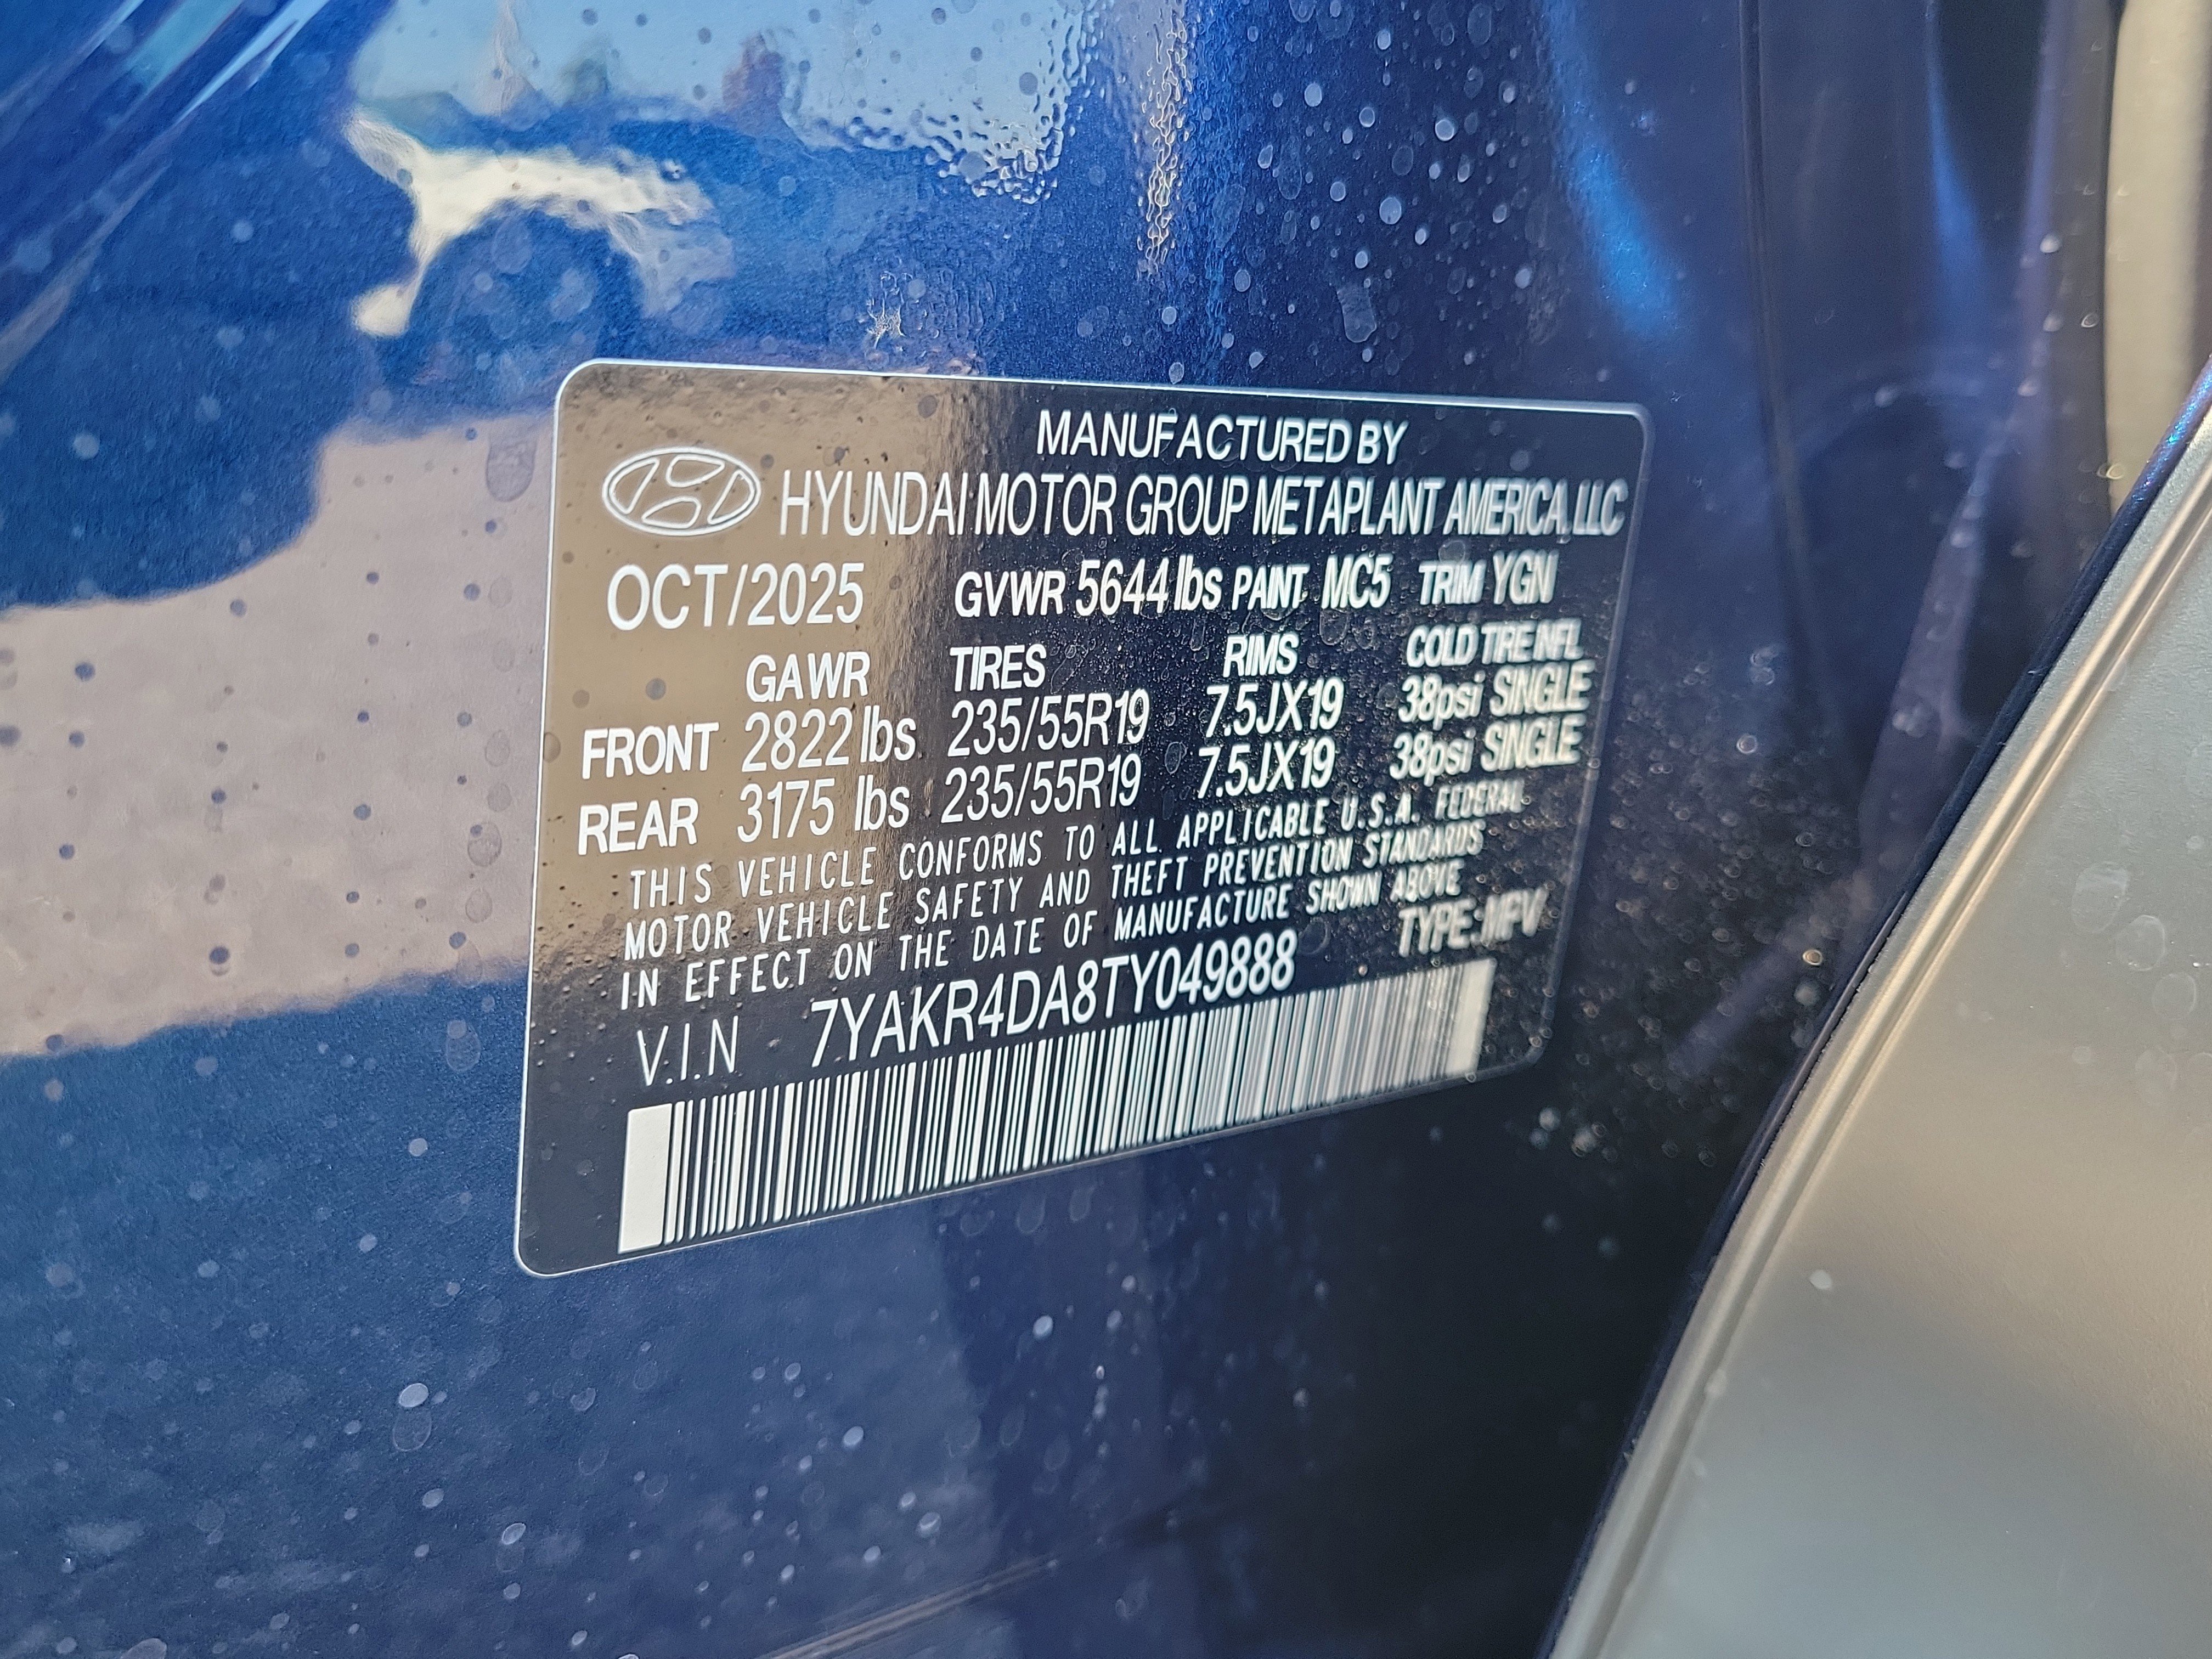 MANUFACTURED BY
HYUNDAI MOTOR GROUP METAPLANT AMERICA, LLC
OCT/2025 GVWR 5644 lbs PAINT MC5 TRIM YGN
GAWR TIRES RIMS COLD TIRE INFL
FRONT 2822 lbs 235/55R19 7.5JX19 38psi SINGLE
REAR 3175 lbs 235/55R19 7.5JX19 38psi SINGLE
THIS VEHICLE CONFORMS TO ALL APPLICABLE U.S.A. FEDERAL
MOTOR VEHICLE SAFETY AND THEFT PREVENTION STANDARDS
IN EFFECT ON THE DATE OF MANUFACTURE SHOWN ABOVE
V.I.N 7YAKR4DA8TY049888 TYPE:MPV